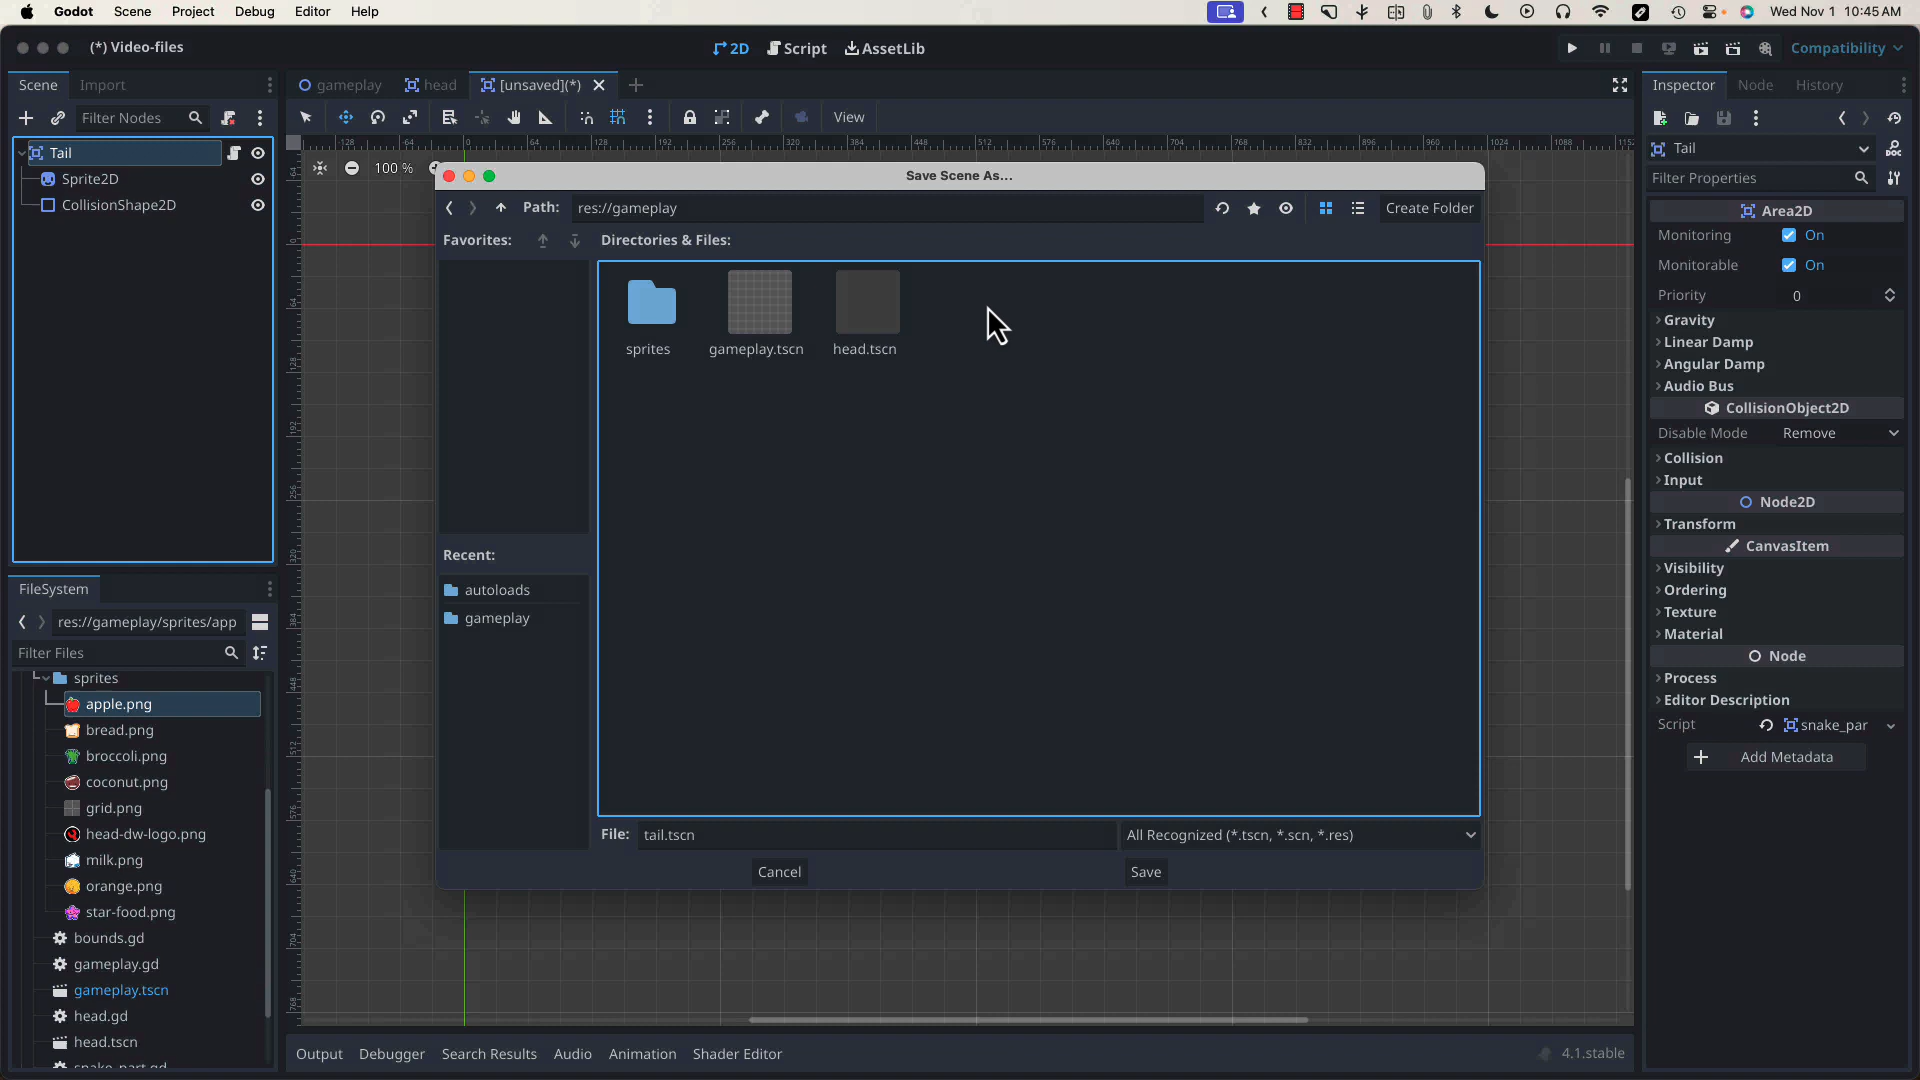 Godot Scene Project Debug Editor Help
Wed Nov 1 10:45 AM
(*) Video-files
2D Script AssetLib
Compatibility
Scene Import
gameplay head [unsaved](*)
Inspector Node History
Filter Nodes
View
Tail
Sprite2D
CollisionShape2D
100 %
Save Scene As...
Path: res://gameplay
Create Folder
Favorites:
Directories & Files:
sprites gameplay.tscn head.tscn
Recent:
autoloads
gameplay
File: tail.tscn
All Recognized (*.tscn, *.scn, *.res)
Cancel
Save
FileSystem
res://gameplay/sprites/app
Filter Files
sprites
apple.png
bread.png
broccoli.png
coconut.png
grid.png
head-dw-logo.png
milk.png
orange.png
star-food.png
bounds.gd
gameplay.gd
gameplay.tscn
head.gd
head.tscn
Tail
Filter Properties
Area2D
Monitoring On
Monitorable On
Priority 0
Gravity
Linear Damp
Angular Damp
Audio Bus
CollisionObject2D
Disable Mode Remove
Collision
Input
Node2D
Transform
CanvasItem
Visibility
Ordering
Texture
Material
Node
Process
Editor Description
Script snake_par
Add Metadata
Output Debugger Search Results Audio Animation Shader Editor
4.1.stable